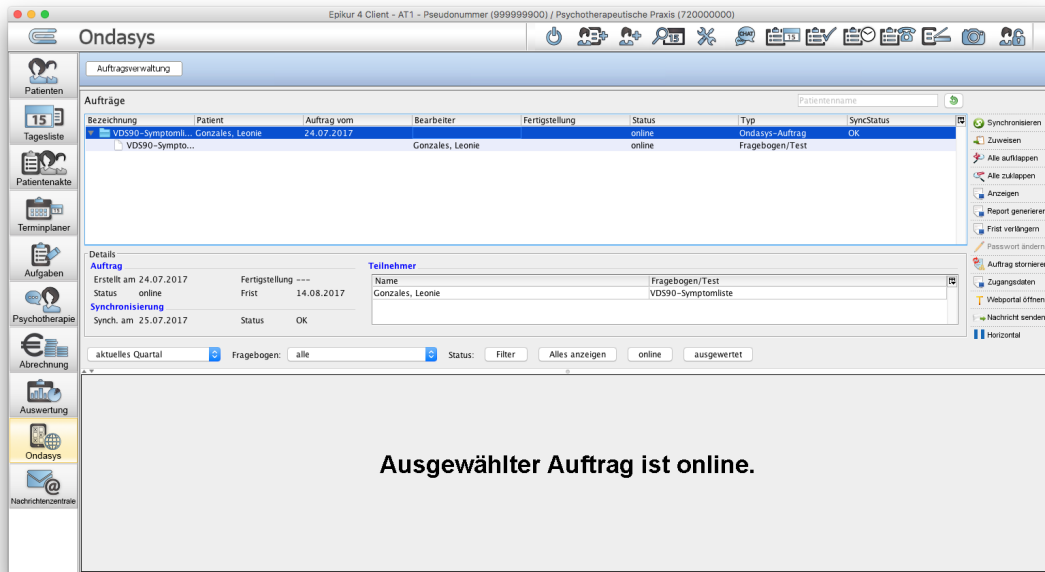 Epikur 4 Client - AT1 - Pseudonummer (999999900) / Psychotherapeutische Praxis (720000000)
Ondasys
15
CHAT
15
Auftragsverwaltung
Patienten
15
Tagesliste
Patientenakte
15
Terminplaner
Aufgaben
Psychotherapie
Abrechnung
Auswertung
Ondasys
Nachrichtenzentrale
Aufträge
Patientenname
Bezeichnung Patient Auftrag vom Bearbeiter Fertigstellung Status Typ SyncStatus
VDS90-Symptomli... Gonzales, Leonie 24.07.2017 online Ondasys-Auftrag OK
VDS90-Sympto... Gonzales, Leonie online Fragebogen/Test
Synchronisieren
Zuweisen
Alle aufklappen
Alle zuklappen
Anzeigen
Report generieren
Frist verlängern
Passwort ändern
Auftrag stornieren
Zugangsdaten
Webportal öffnen
Nachricht senden
Horizontal
Details
Auftrag
Erstellt am 24.07.2017 Fertigstellung ---
Status online Frist 14.08.2017
Synchronisierung
Synch. am 25.07.2017 Status OK
Teilnehmer
Name Fragebogen/Test
Gonzales, Leonie VDS90-Symptomliste
aktuelles Quartal Fragebogen: alle Status: Filter Alles anzeigen online ausgewertet
Ausgewählter Auftrag ist online.